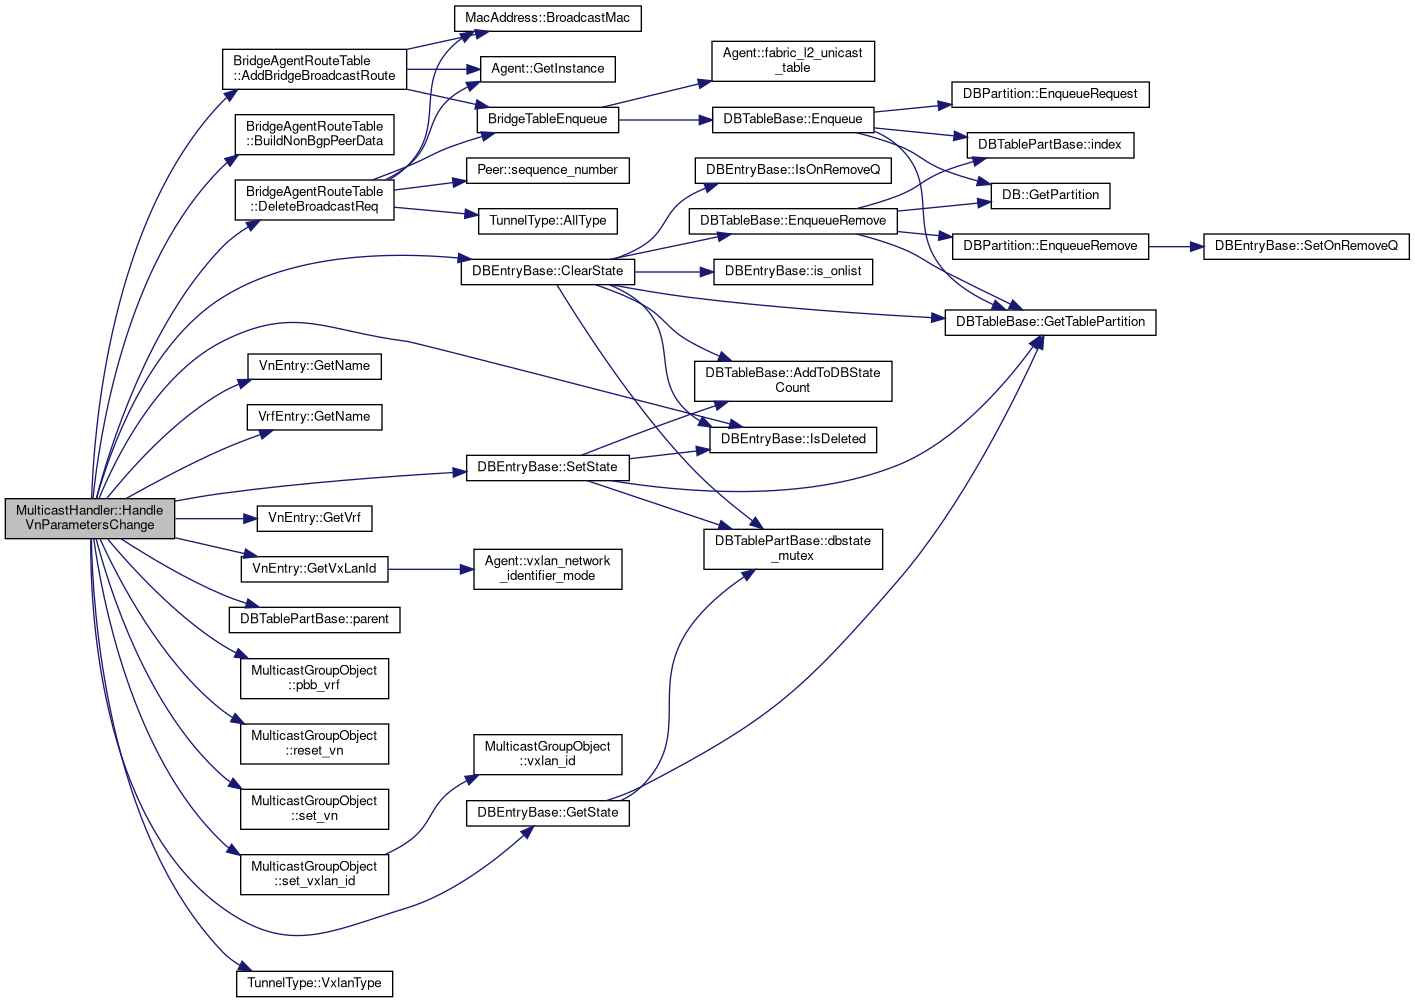 MulticastHandler::Handle
VnParametersChange
BridgeAgentRouteTable
::AddBridgeBroadcastRoute
BridgeAgentRouteTable
::BuildNonBgpPeerData
BridgeAgentRouteTable
::DeleteBroadcastReq
VnEntry::GetName
VrfEntry::GetName
VnEntry::GetVrf
VnEntry::GetVxLanId
DBTablePartBase::parent
MulticastGroupObject
::pbb_vrf
MulticastGroupObject
::reset_vn
MulticastGroupObject
::set_vn
MulticastGroupObject
::set_vxlan_id
TunnelType::VxlanType
MacAddress::BroadcastMac
Agent::GetInstance
BridgeTableEnqueue
Peer::sequence_number
TunnelType::AllType
DBEntryBase::ClearState
DBEntryBase::SetState
Agent::vxlan_network
_identifier_mode
MulticastGroupObject
::vxlan_id
DBEntryBase::GetState
Agent::fabric_l2_unicast
_table
DBTableBase::Enqueue
DBEntryBase::IsOnRemoveQ
DBTableBase::EnqueueRemove
DBEntryBase::is_onlist
DBTableBase::AddToDBState
Count
DBEntryBase::IsDeleted
DBTablePartBase::dbstate
_mutex
DBPartition::EnqueueRequest
DBTablePartBase::index
DB::GetPartition
DBPartition::EnqueueRemove
DBTableBase::GetTablePartition
DBEntryBase::SetOnRemoveQ